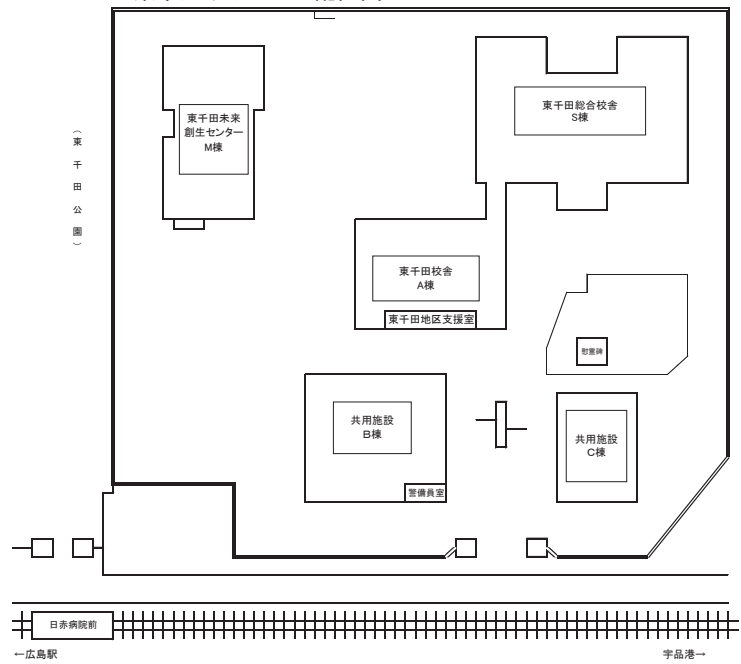 東千田未来
創生センター
M棟
東千田総合校舎
S棟
（東千田公園）
東千田校舎
A棟
東千田地区支援室
慰霊碑
共用施設
B棟
共用施設
C棟
警備員室
日赤病院前
←広島駅
宇品港→